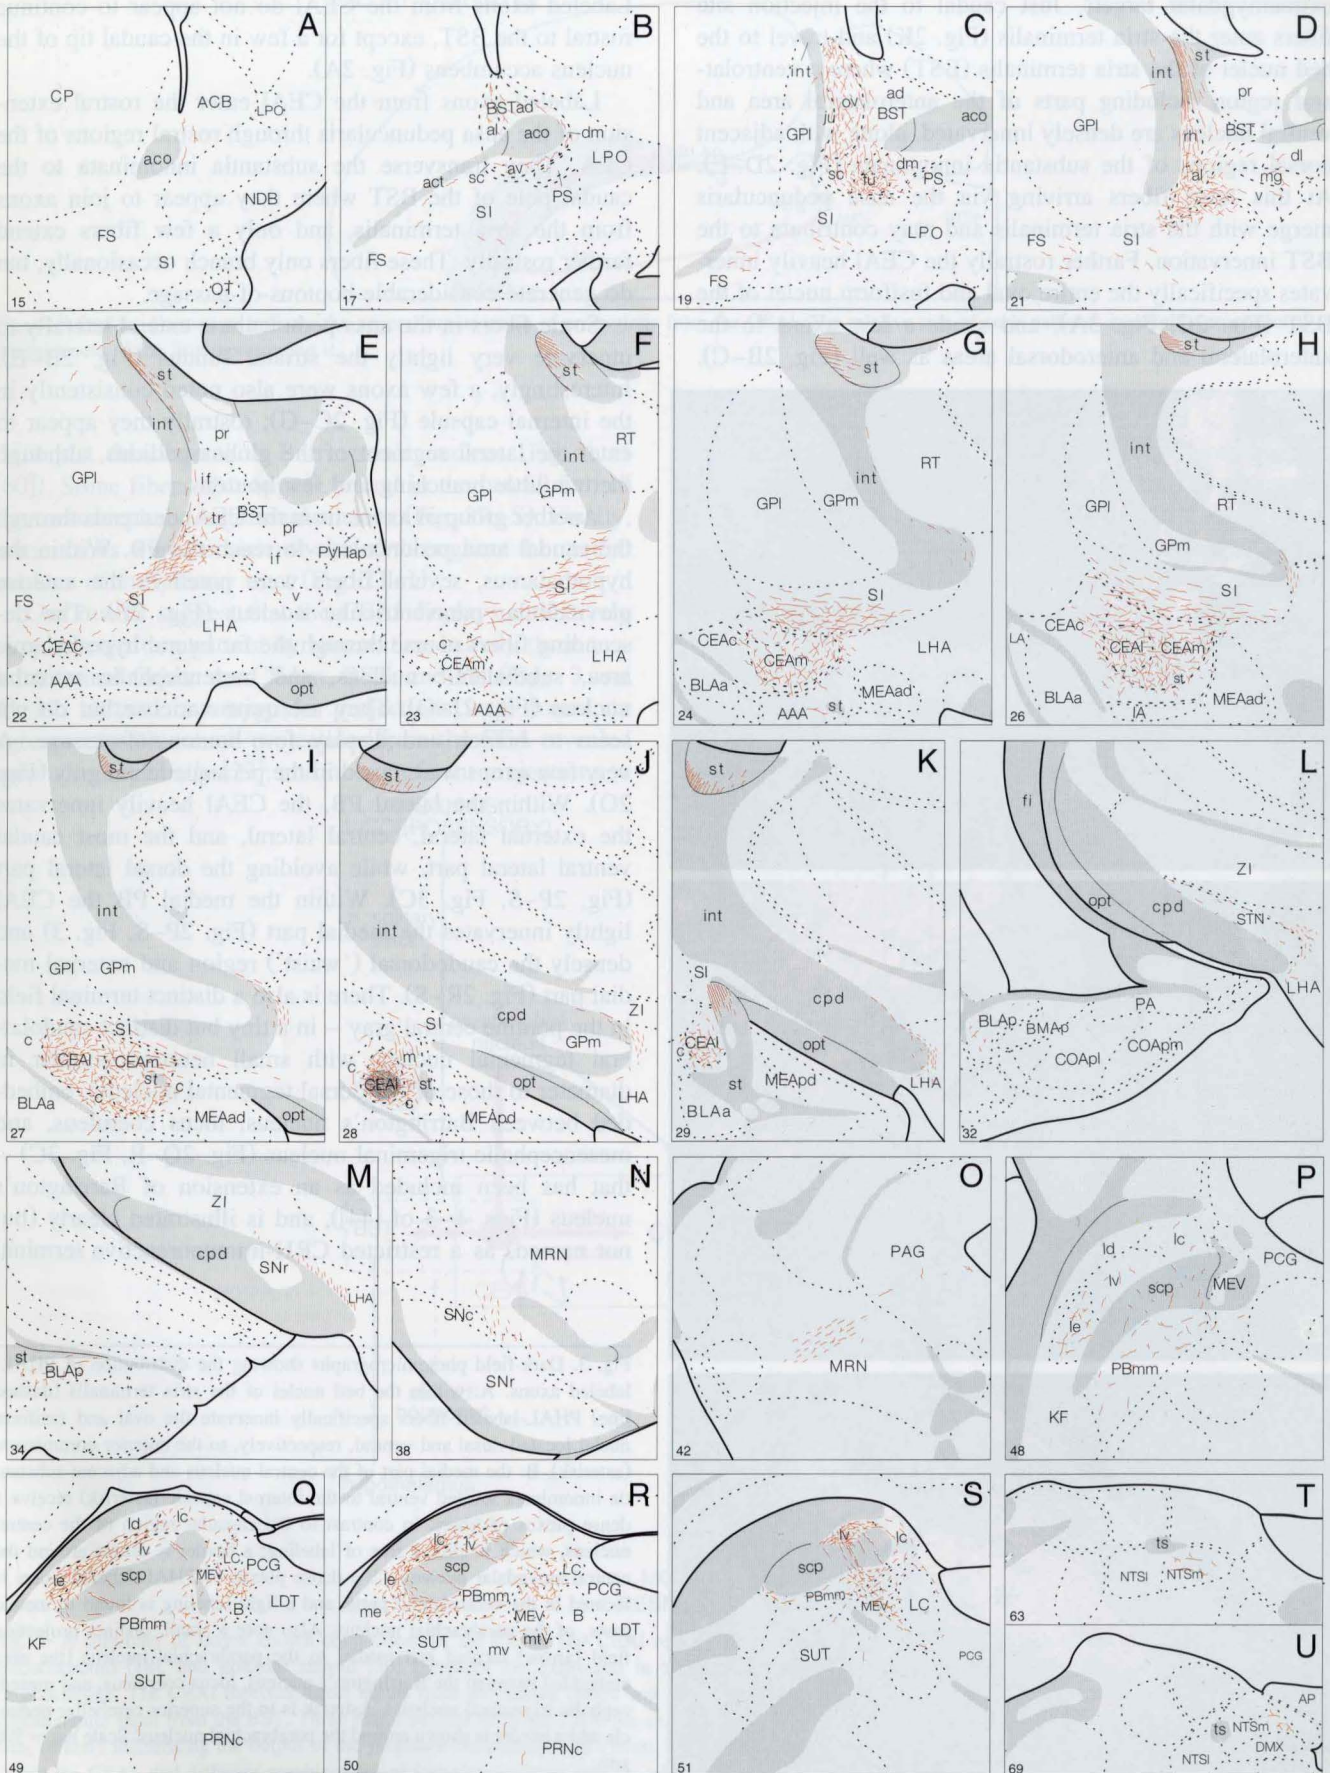 A
CP
ACB
LPO
aco
NDB
FS
SI
OT
15
B
BSTad
al
aco
dm
LPO
act
sc
av
PS
SI
FS
17
C
int
ov
ad
ju
BST
aco
GPl
dm
sc
fu
PS
SI
LPO
FS
19
D
st
int
pr
GPl
BST
im
dl
al
mg
FS
SI
21
E
st
int
pr
GPl
if
tr
BST
pr
PVHap
if
SI
v
FS
LHA
CEAc
AAA
opt
22
F
st
RT
int
GPl
GPm
SI
CEAm
LHA
AAA
23
G
st
RT
int
GPl
GPm
SI
CEAc
LHA
CEAm
BLAa
MEAad
AAA
st
24
H
st
int
GPl
RT
GPm
SI
CEAc
LA
CEAl
CEAm
st
BLAa
MEAad
IA
26
I
st
int
GPl
GPm
SI
c
CEAl
CEAm
st
c
c
BLAa
MEAad
opt
27
J
st
int
cpd
ZI
SI
GPm
m
c
CEAl
st
opt
c
LHA
MEApd
28
K
st
int
SI
cpd
CEAl
c
opt
st
MEApd
LHA
BLAa
29
L
fi
ZI
opt
cpd
STN
LHA
PA
BLAp
BMAp
COApl
COApm
32
M
ZI
cpd
SNr
LHA
st
BLAp
34
N
MRN
SNc
SNr
38
O
PAG
MRN
42
P
lc
ld
PCG
lv
scp
MEV
le
PBmm
KF
48
Q
lc
ld
lv
LC
PCG
le
scp
MEV
LDT
B
PBmm
KF
SUT
PRNc
49
R
lc
lv
scp
LC
le
PCG
PBmm
me
MEV
B
LDT
SUT
mtV
mv
PRNc
50
S
lv
lc
scp
PBmm
MEV
LC
SUT
PCG
51
T
ts
NTSl
NTSm
63
U
AP
ts
NTSm
DMX
NTSl
69